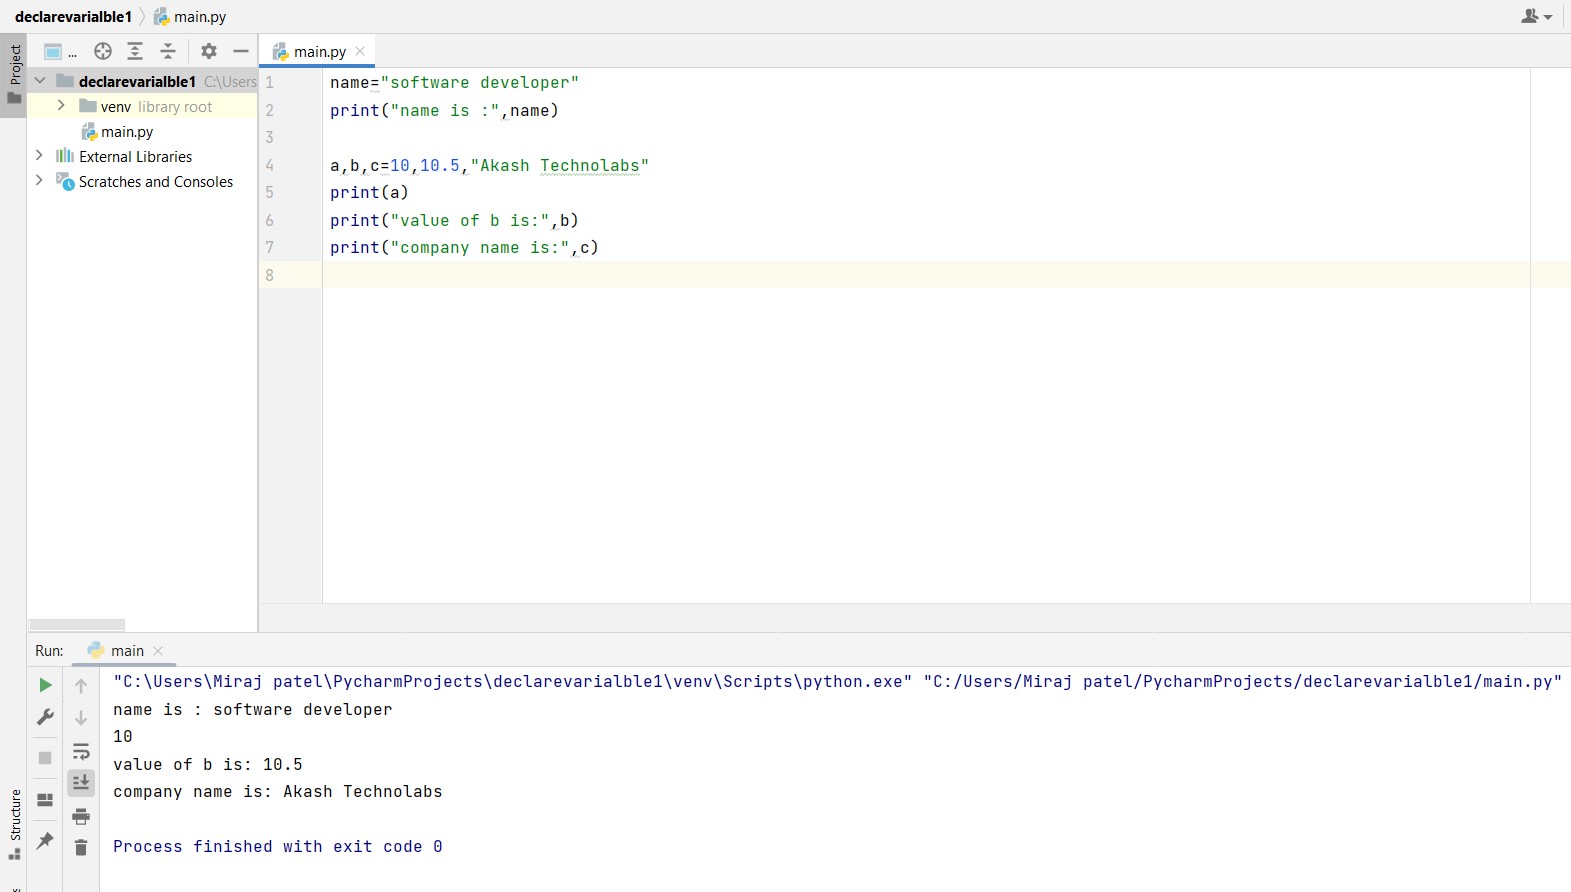 declarevarialble1 main.py
Project
...
main.py
declarevarialble1 C:\Users
venv library root
main.py
External Libraries
Scratches and Consoles
1 name="software developer"
2 print("name is :",name)
3
4 a,b,c=10,10.5,"Akash Technolabs"
5 print(a)
6 print("value of b is:",b)
7 print("company name is:",c)
8
Run: main
"C:\Users\Miraj patel\PycharmProjects\declarevarialble1\venv\Scripts\python.exe" "C:/Users/Miraj patel/PycharmProjects/declarevarialble1/main.py"
name is : software developer
10
value of b is: 10.5
company name is: Akash Technolabs
Process finished with exit code 0
Structure